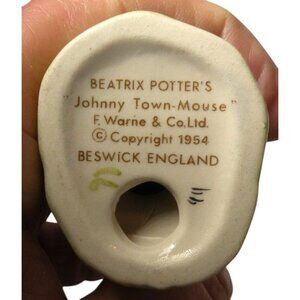 BEATRIX POTTER'S
"Johnny Town-Mouse"
F. Warne & Co. Ltd.
© Copyright 1954
BESWICK ENGLAND